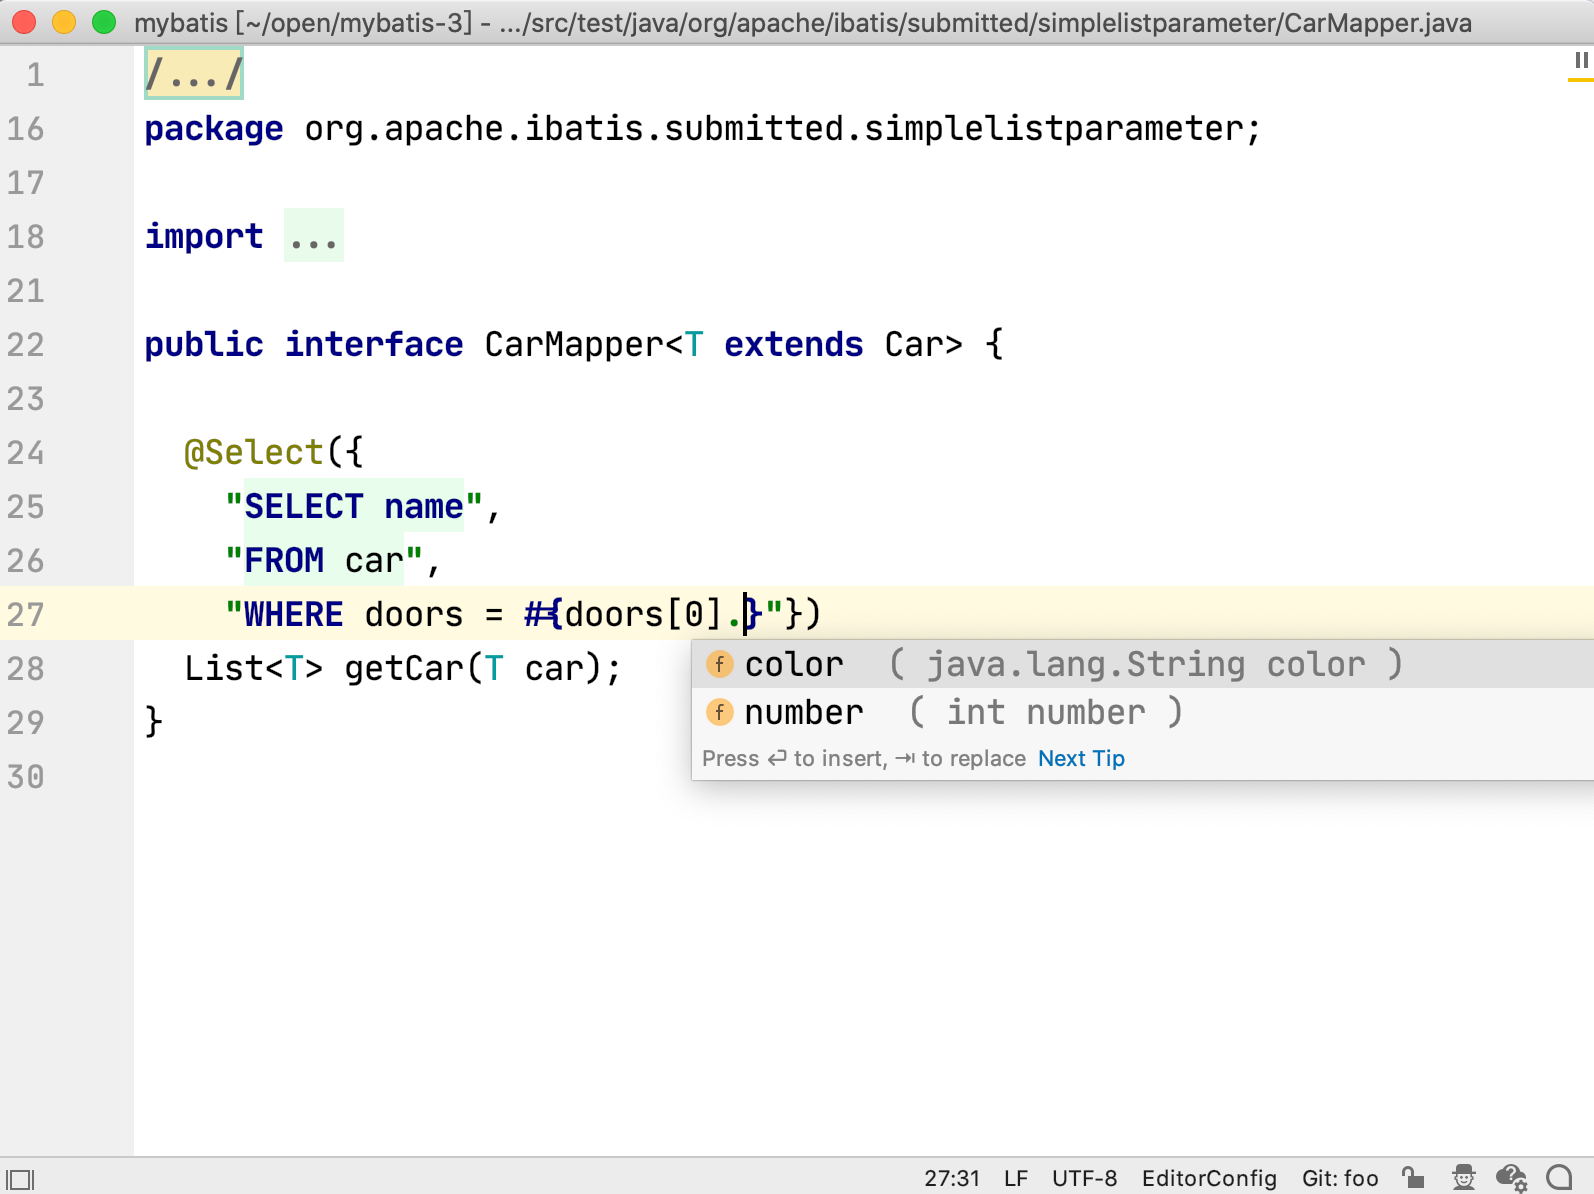 mybatis [~/open/mybatis-3] - .../src/test/java/org/apache/ibatis/submitted/simplelistparameter/CarMapper.java
1 /.../
16 package org.apache.ibatis.submitted.simplelistparameter;
17
18 import ...
21
22 public interface CarMapper<T extends Car> {
23
24 @Select({
25 "SELECT name",
26 "FROM car",
27 "WHERE doors = #{doors[0].}"})
28 List<T> getCar(T car);
29 }
30
f color ( java.lang.String color )
f number ( int number )
Press ↩ to insert, ⇥ to replace Next Tip
27:31 LF UTF-8 EditorConfig Git: foo